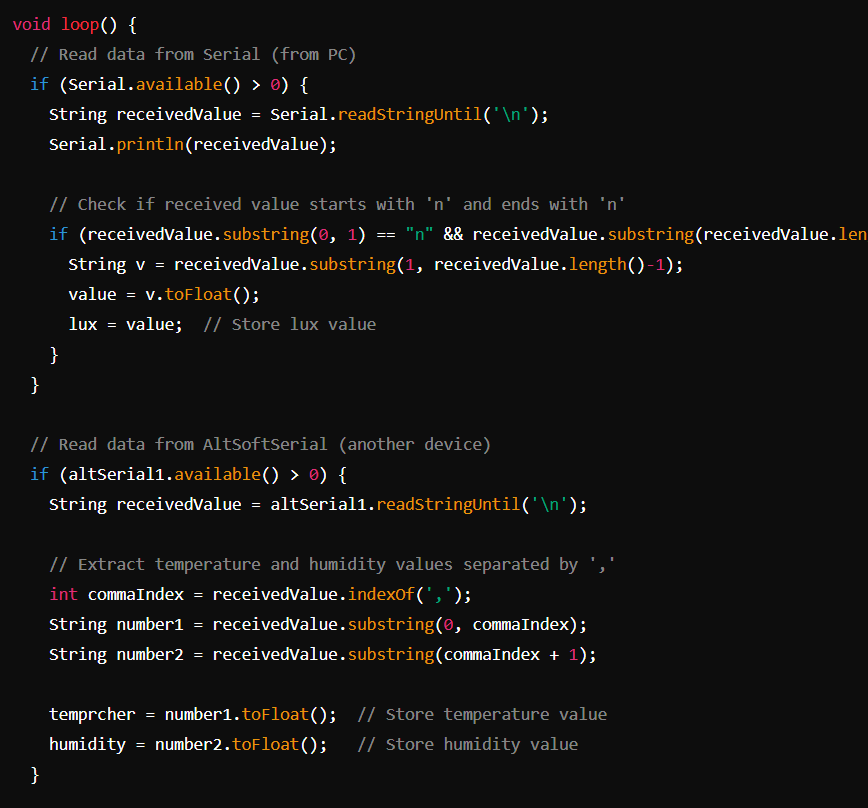 void loop() {
  // Read data from Serial (from PC)
  if (Serial.available() > 0) {
    String receivedValue = Serial.readStringUntil('\n');
    Serial.println(receivedValue);

    // Check if received value starts with 'n' and ends with 'n'
    if (receivedValue.substring(0, 1) == "n" && receivedValue.substring(receivedValue.len
      String v = receivedValue.substring(1, receivedValue.length()-1);
      value = v.toFloat();
      lux = value;  // Store lux value
    }
  }

  // Read data from AltSoftSerial (another device)
  if (altSerial1.available() > 0) {
    String receivedValue = altSerial1.readStringUntil('\n');

    // Extract temperature and humidity values separated by ','
    int commaIndex = receivedValue.indexOf(',');
    String number1 = receivedValue.substring(0, commaIndex);
    String number2 = receivedValue.substring(commaIndex + 1);

    temprcher = number1.toFloat();  // Store temperature value
    humidity = number2.toFloat();   // Store humidity value
  }